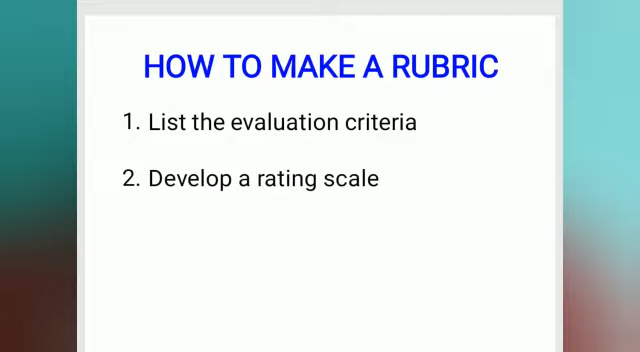 HOW TO MAKE A RUBRIC
1. List the evaluation criteria
2. Develop a rating scale